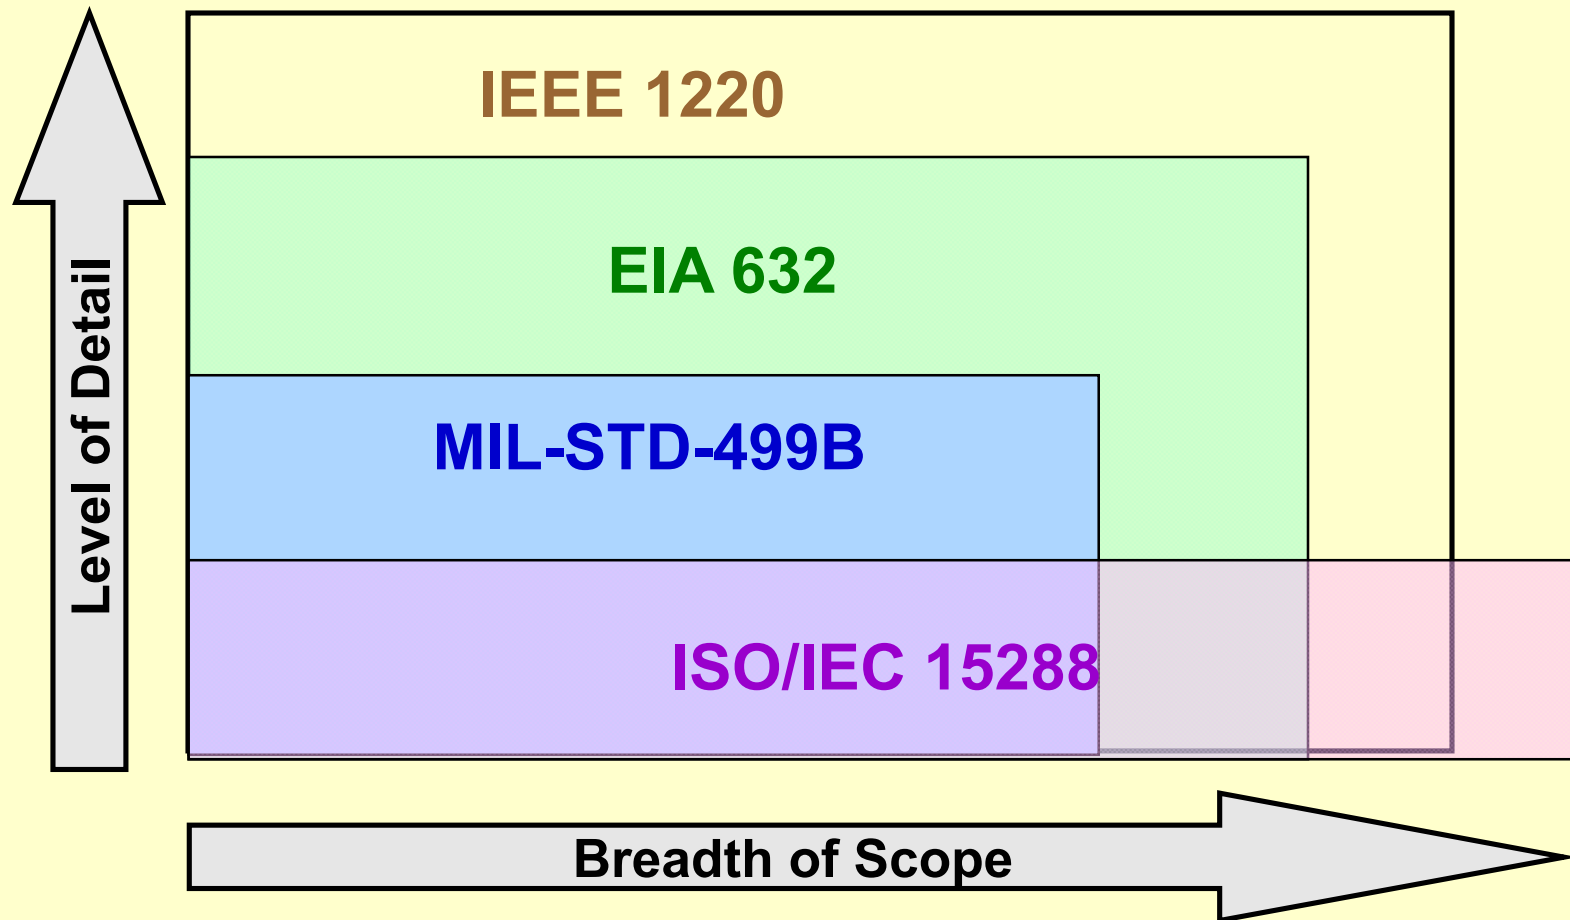 IEEE 1220
EIA 632
MIL-STD-499B
ISO/IEC 15288
Level of Detail
Breadth of Scope